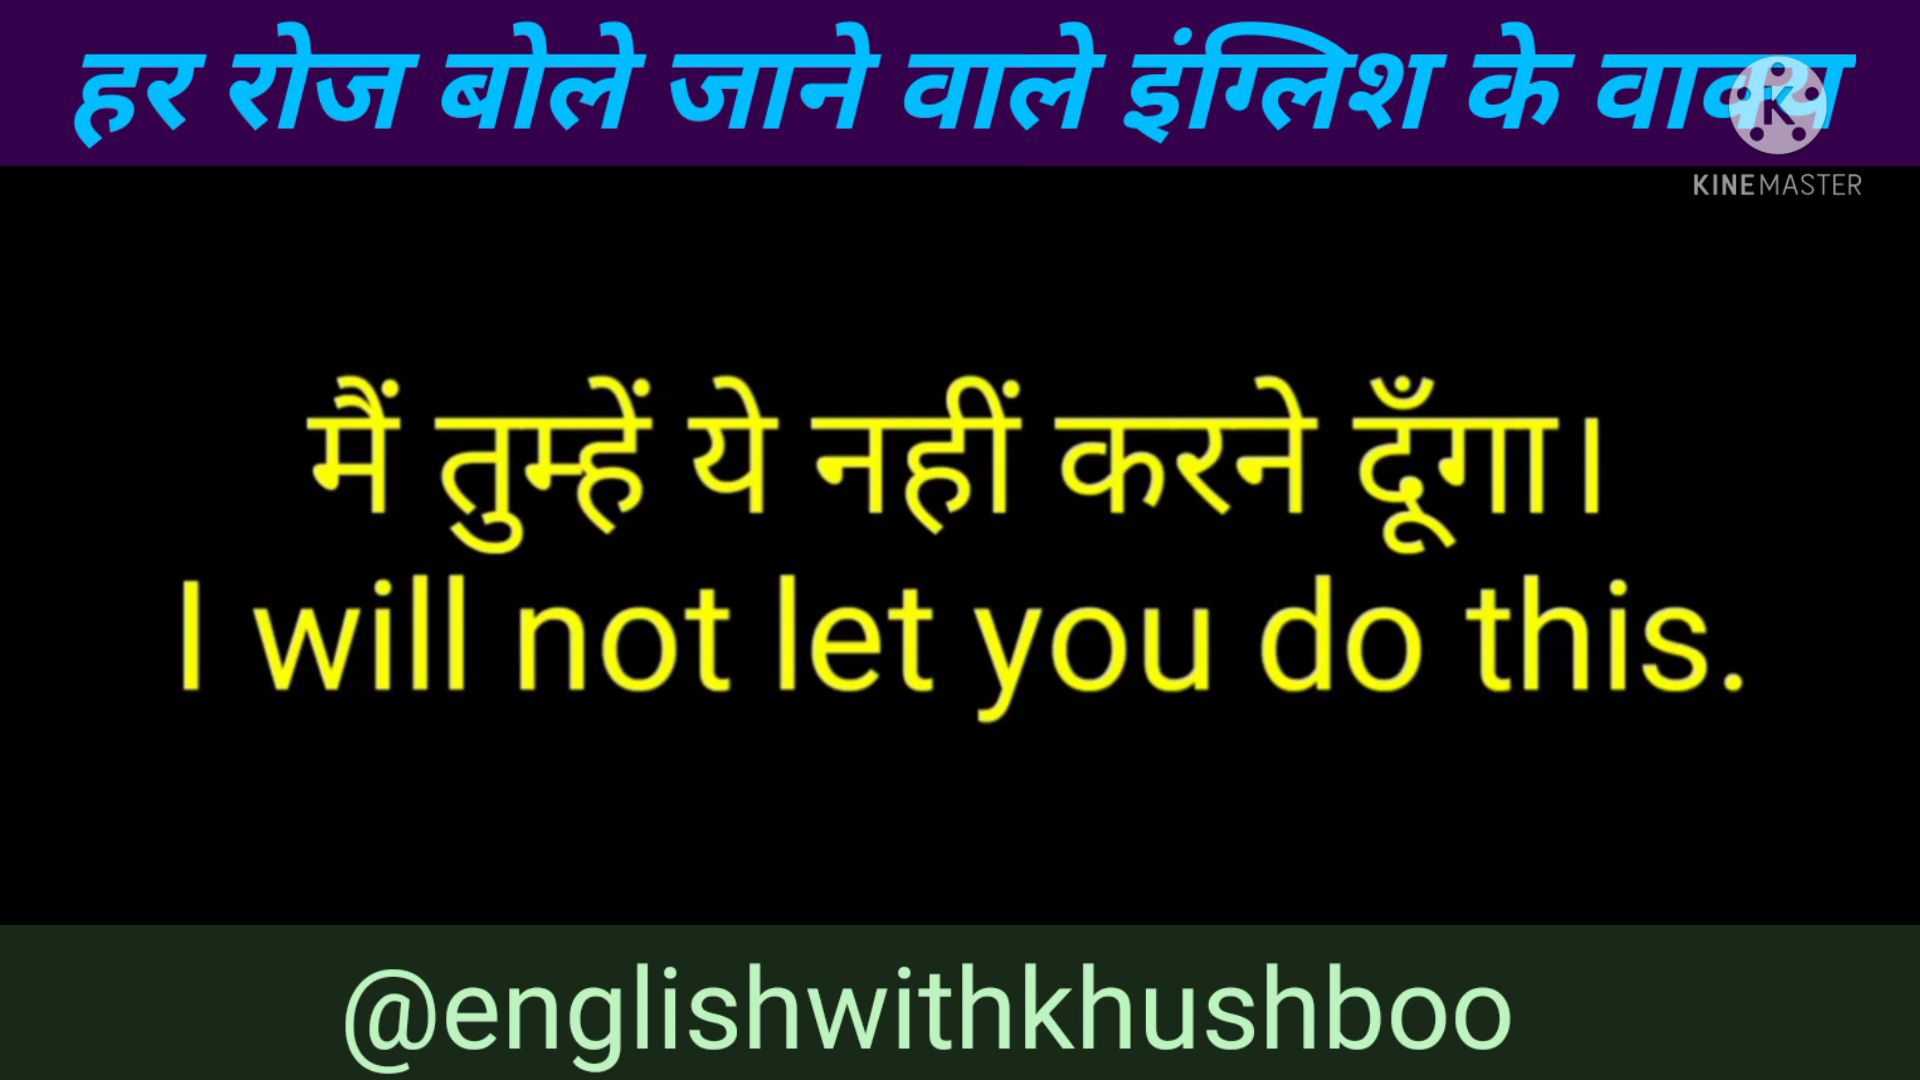 हर रोज बोले जाने वाले इंग्लिश के वाक्य
KINEMASTER
मैं तुम्हें ये नहीं करने दूँगा।
I will not let you do this.
@englishwithkhushboo